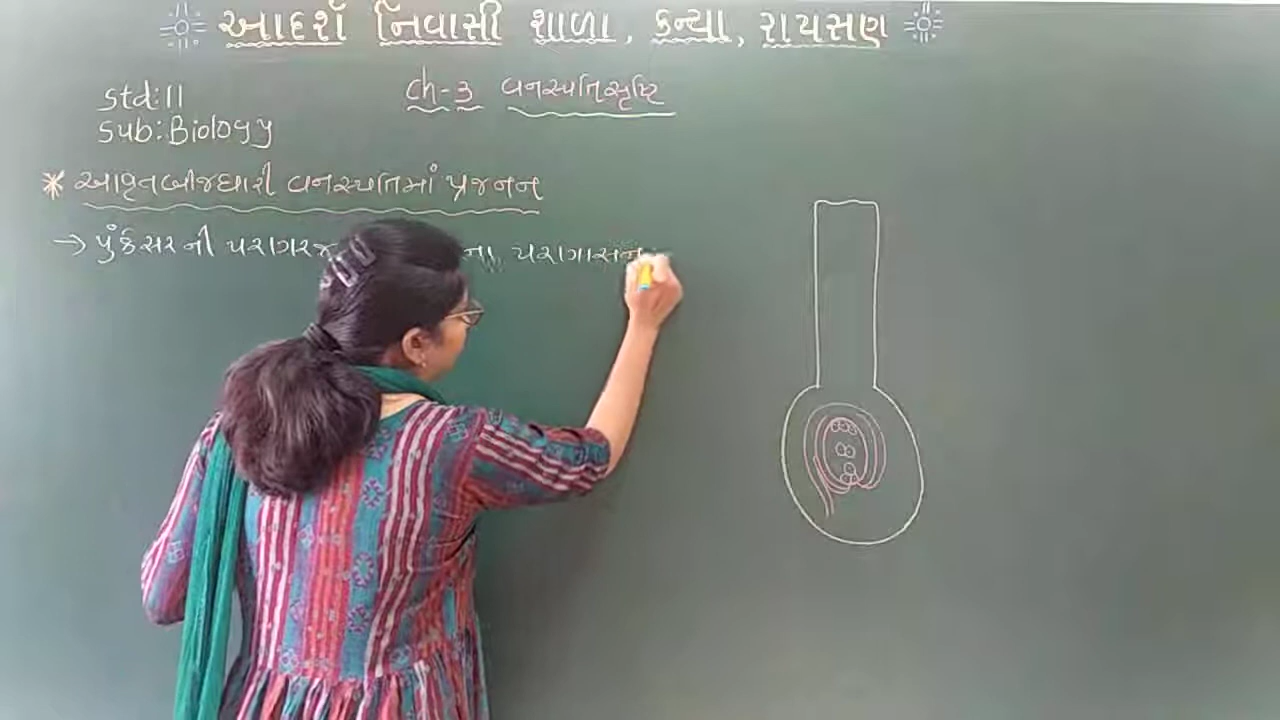 આદર્શ નિવાસી શાળા, કન્યા, રાયસણ
Std:11
Ch-3 વનસ્પતિસૃષ્ટિ
Sub:Biology
* આવૃતબીજધારી વનસ્પતિમાં પ્રજનન
→ પુંકેસરની પરાગરજ ના પરાગાસન